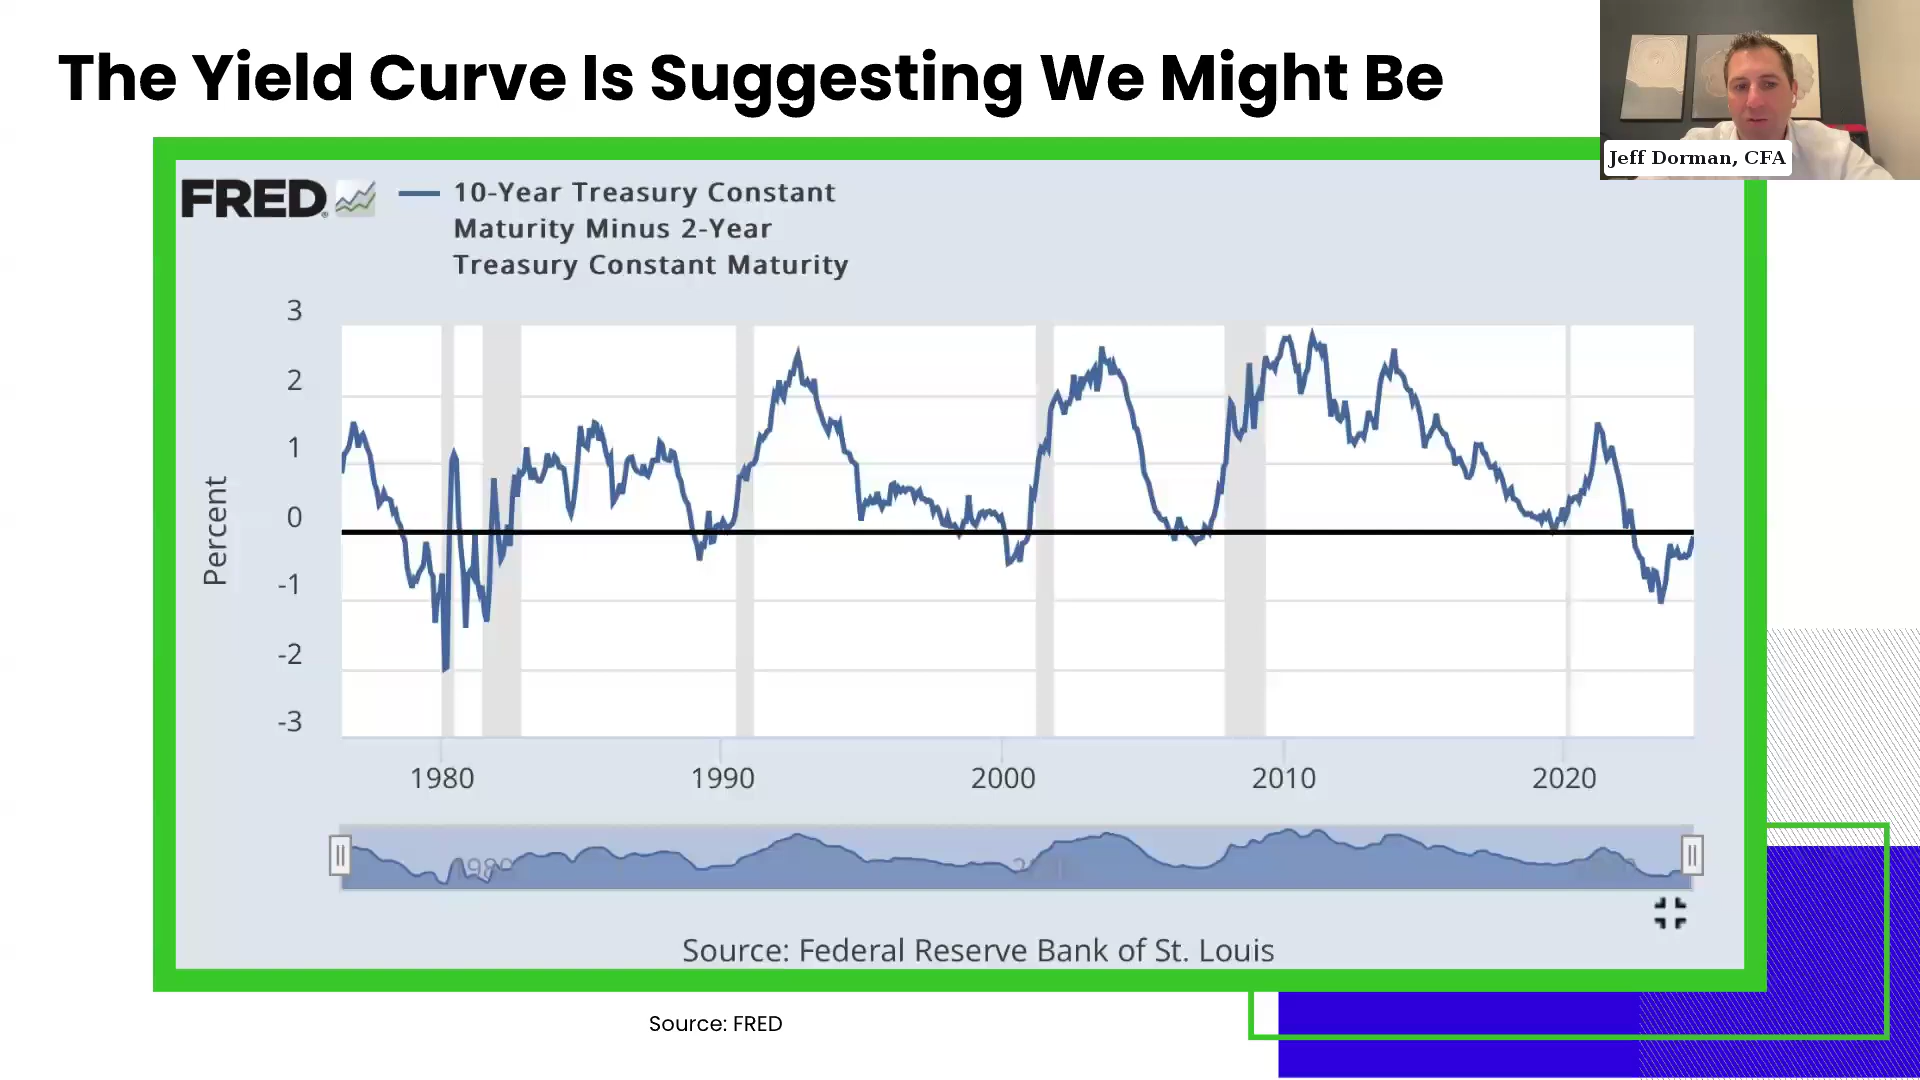 The Yield Curve Is Suggesting We Might Be
Jeff Dorman, CFA
FRED
10-Year Treasury Constant
Maturity Minus 2-Year
Treasury Constant Maturity
3
2
1
0
-1
-2
-3
Percent
1980
1990
2000
2010
2020
1980
Source: Federal Reserve Bank of St. Louis
Source: FRED